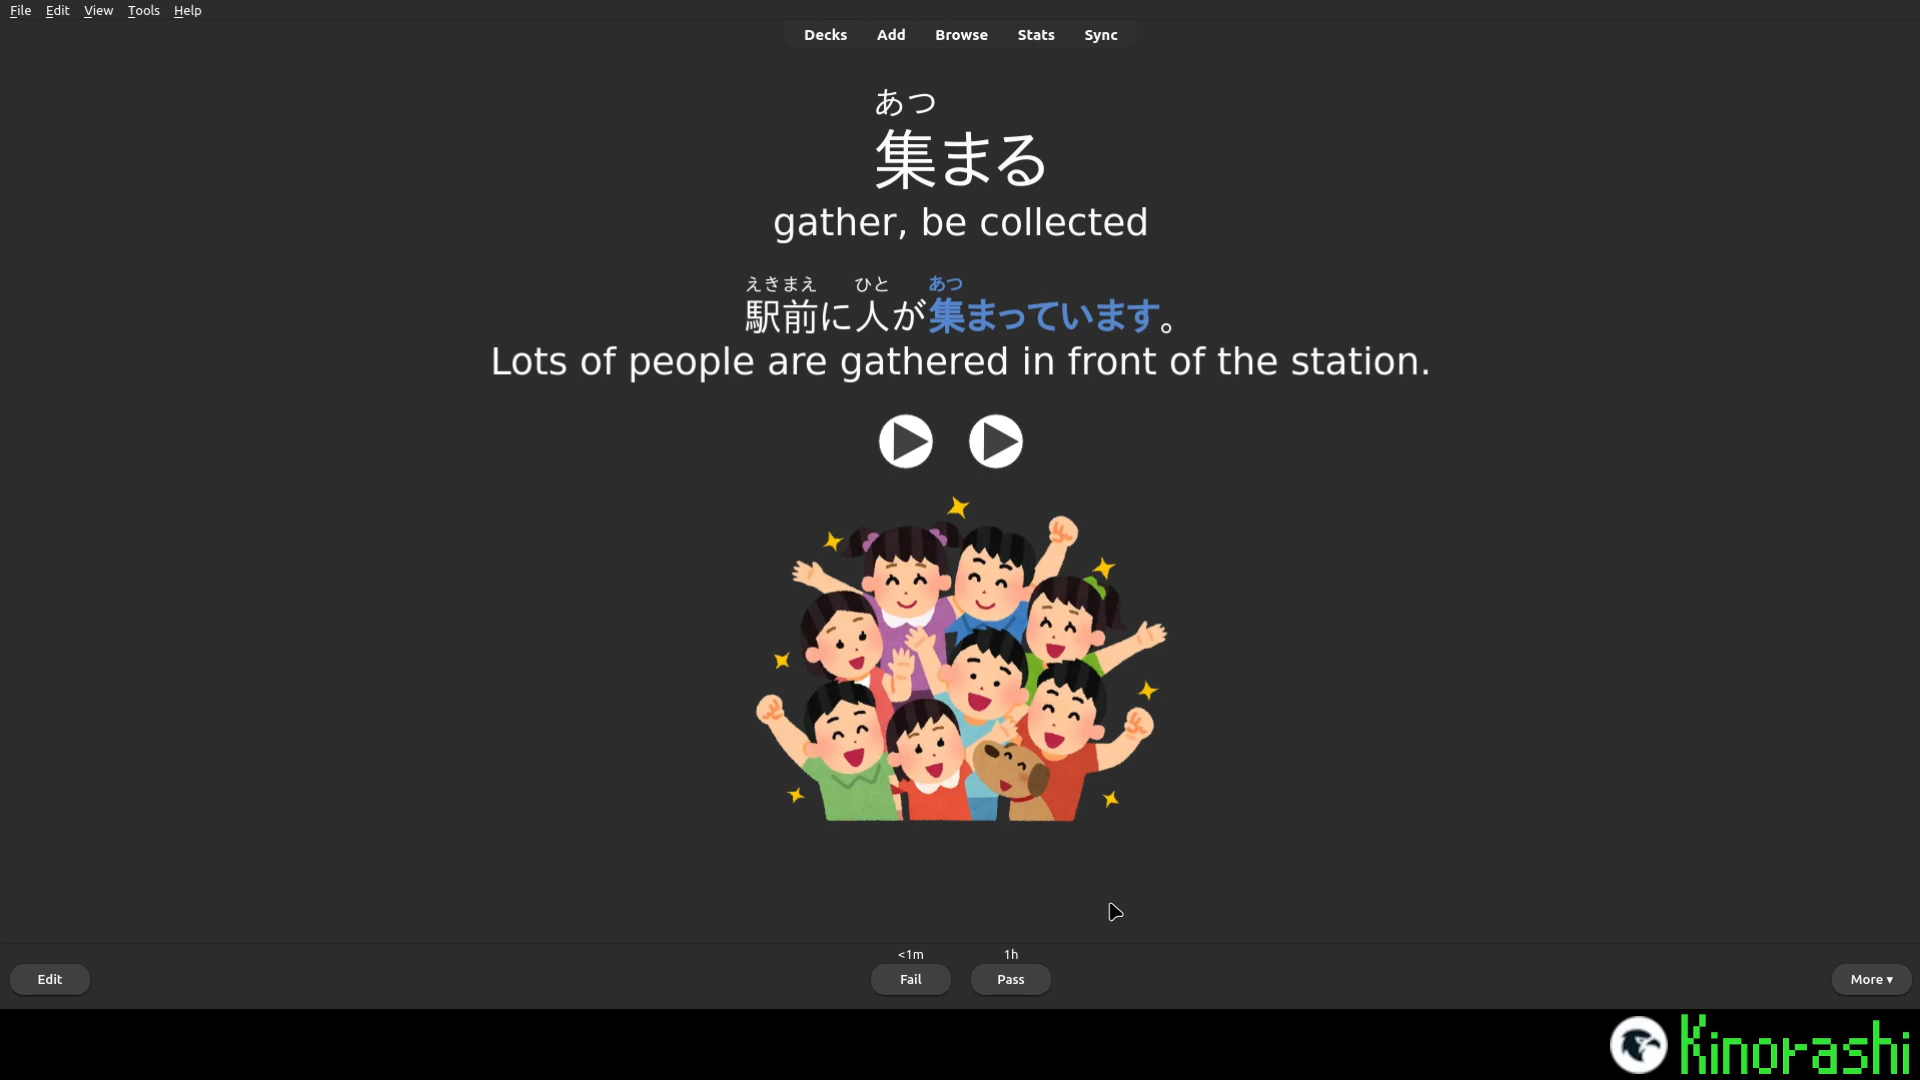 File Edit View Tools Help
Decks Add Browse Stats Sync
あつ
集まる
gather, be collected
えきまえ ひと あつ
駅前に人が集まっています。
Lots of people are gathered in front of the station.
<1m 1h
Edit Fail Pass More ▾
Kinorashi